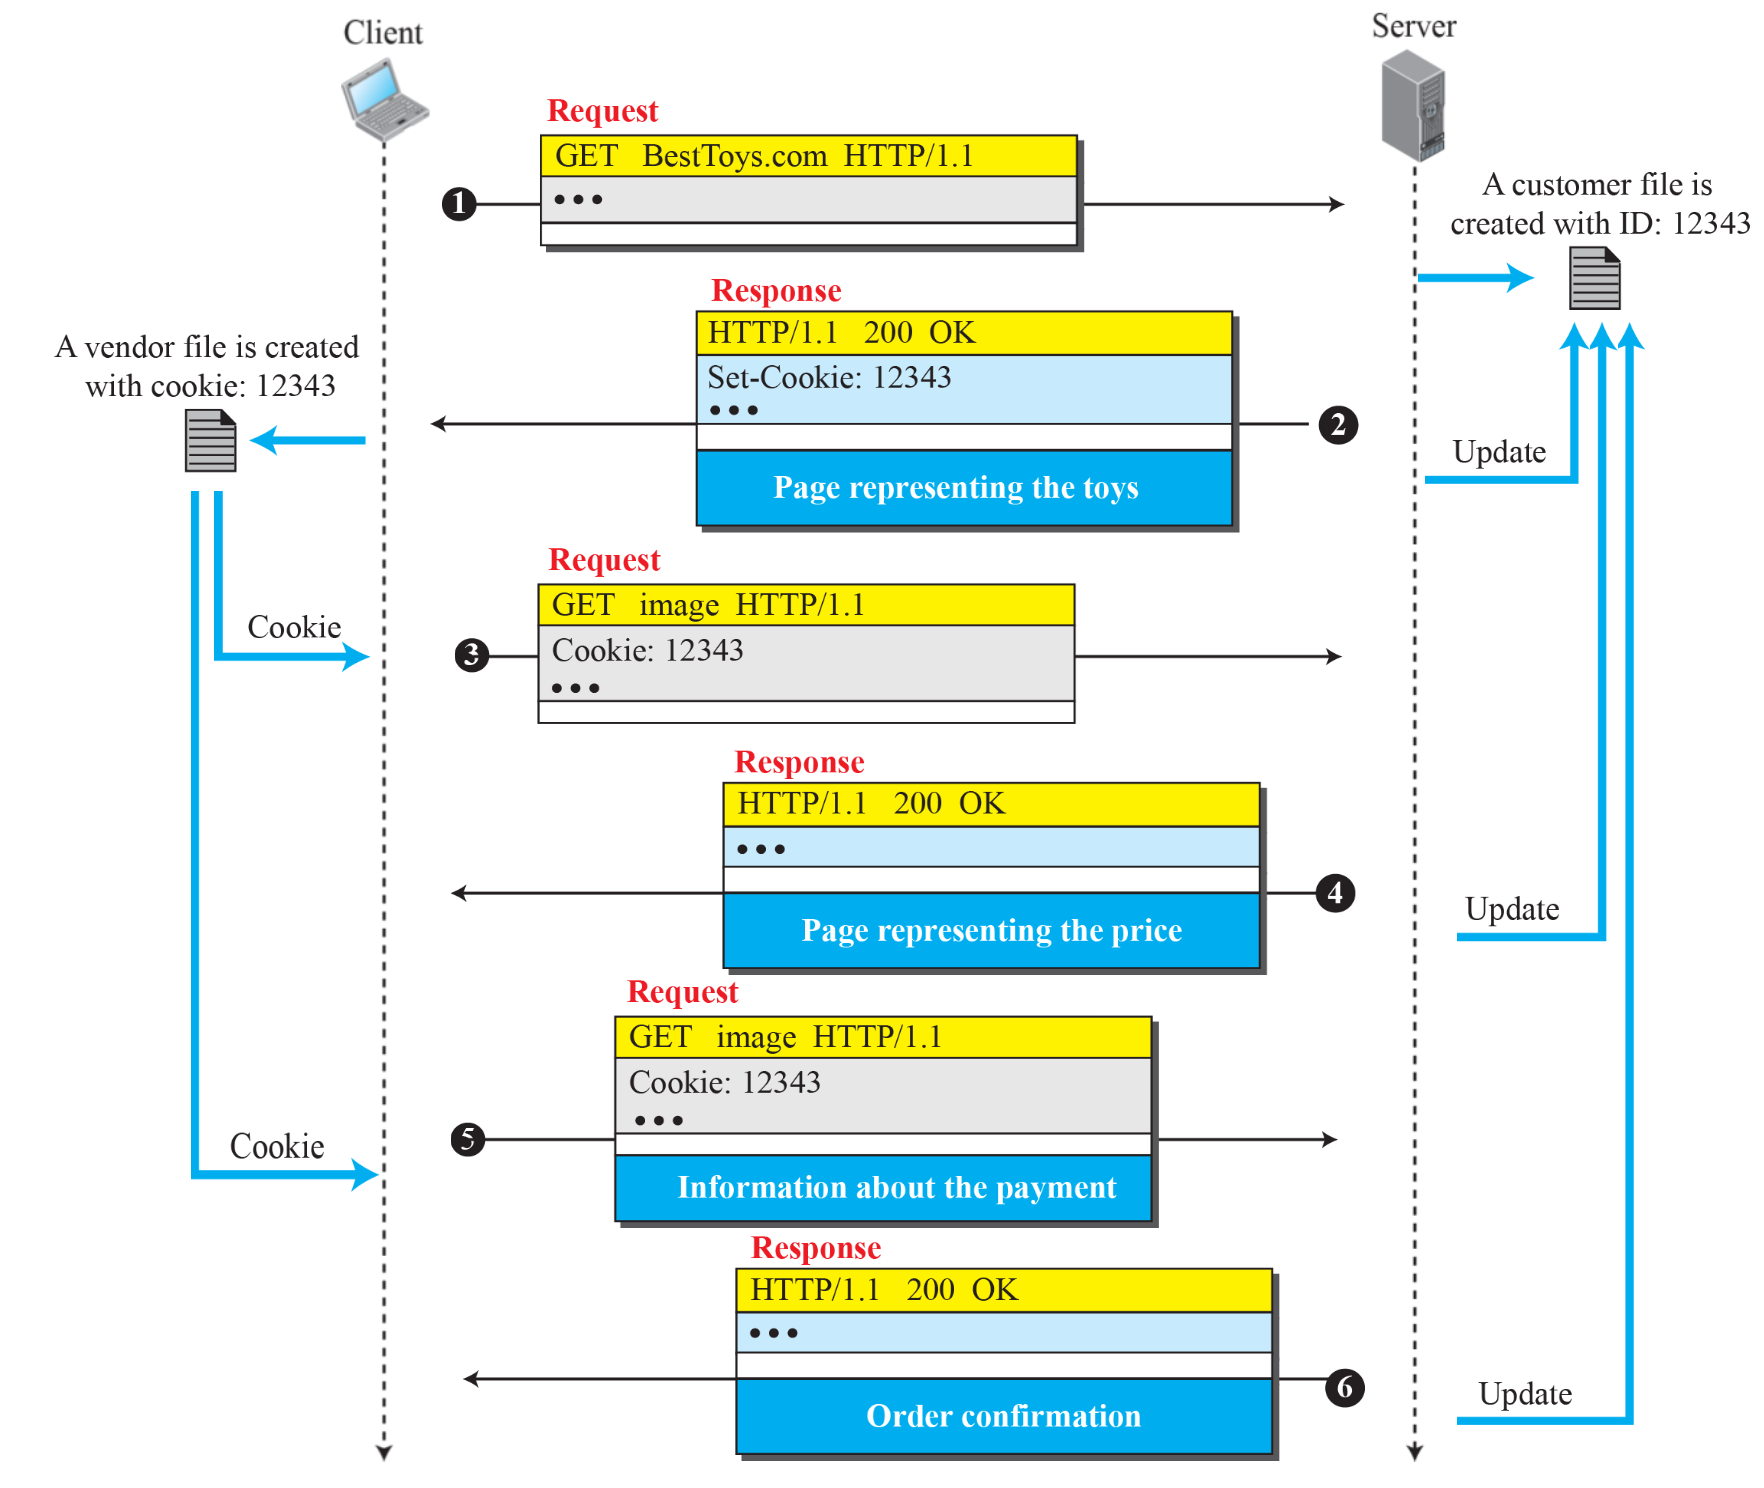 Client
Server
Request
GET BestToys.com HTTP/1.1
1
A customer file is
created with ID: 12343
Response
HTTP/1.1 200 OK
Set-Cookie: 12343
2
Page representing the toys
A vendor file is created
with cookie: 12343
Update
Request
GET image HTTP/1.1
Cookie
3
Cookie: 12343
Response
HTTP/1.1 200 OK
4
Page representing the price
Update
Request
GET image HTTP/1.1
Cookie: 12343
5
Cookie
Information about the payment
Response
HTTP/1.1 200 OK
6
Update
Order confirmation